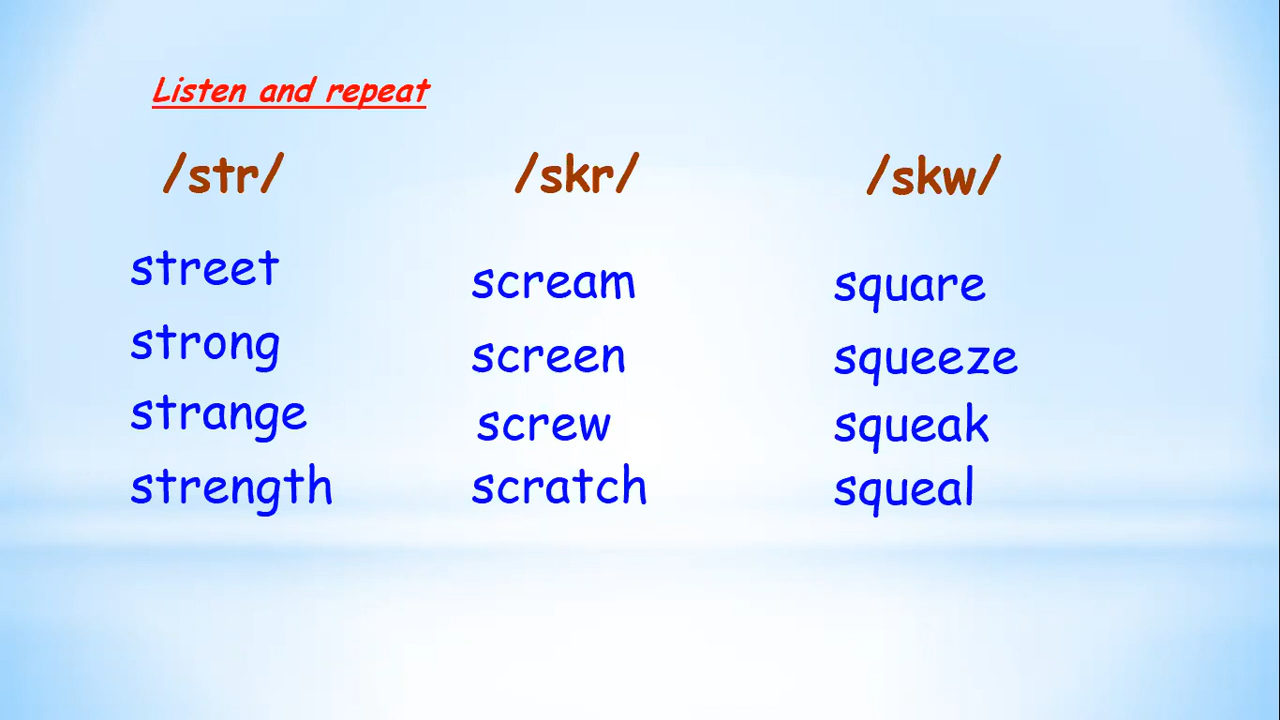 Listen and repeat
/str/ /skr/ /skw/
street scream square
strong screen squeeze
strange screw squeak
strength scratch squeal